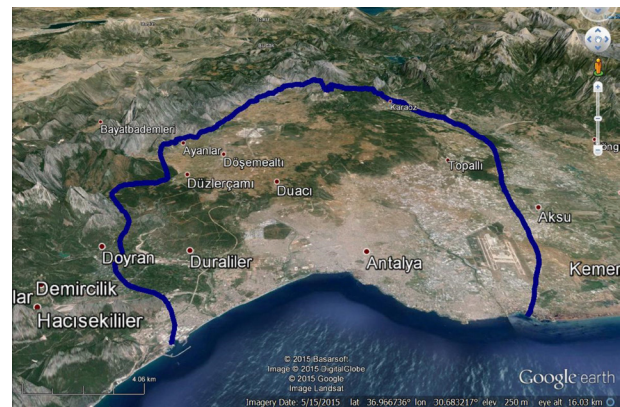 Bayatbademleri
Ayanlar
Döşemealtı
Düzlerçamı
Duacı
Karaöz
Topalli
Aksu
Doyran
Duraliler
Antalya
Kemer
Demircilik
Hacısekililer
4.06 km
© 2015 Basarsoft
Image © 2015 DigitalGlobe
© 2015 Google
Image Landsat
Google earth
Imagery Date: 5/15/2015 lat 36.966736° lon 30.683217° elev 250 m eye alt 16.03 km